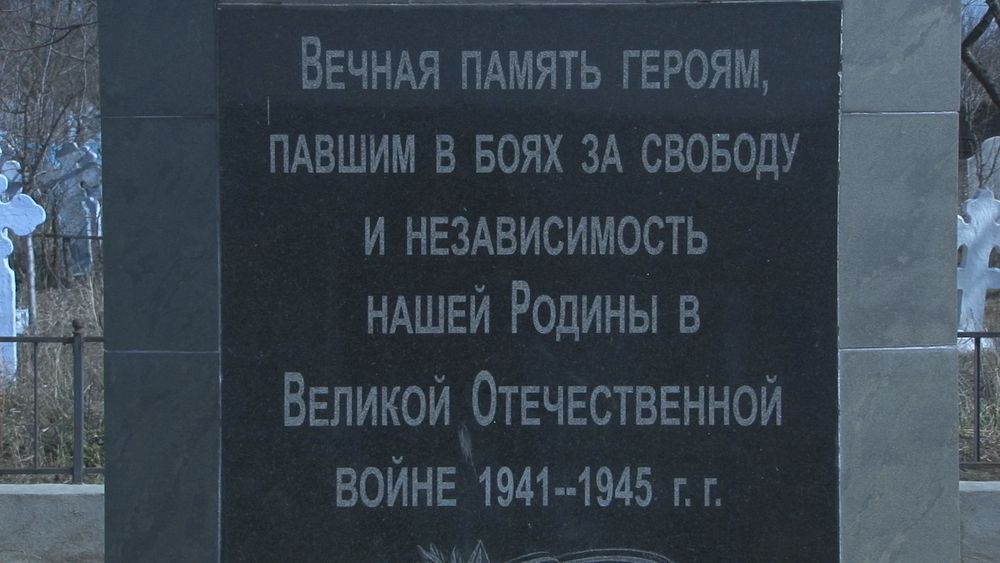 Вечная память героям,
павшим в боях за свободу
и независимость
нашей Родины в
Великой Отечественной
войне 1941--1945 г. г.